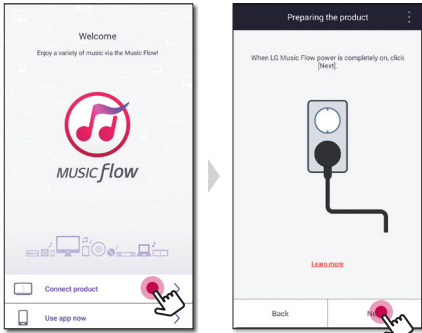 Welcome
Enjoy a variety of music via the Music Flow!
MUSIC flow
Connect product
Use app now
Preparing the product
When LG Music Flow power is completely on, click
[Next].
Learn more
Back